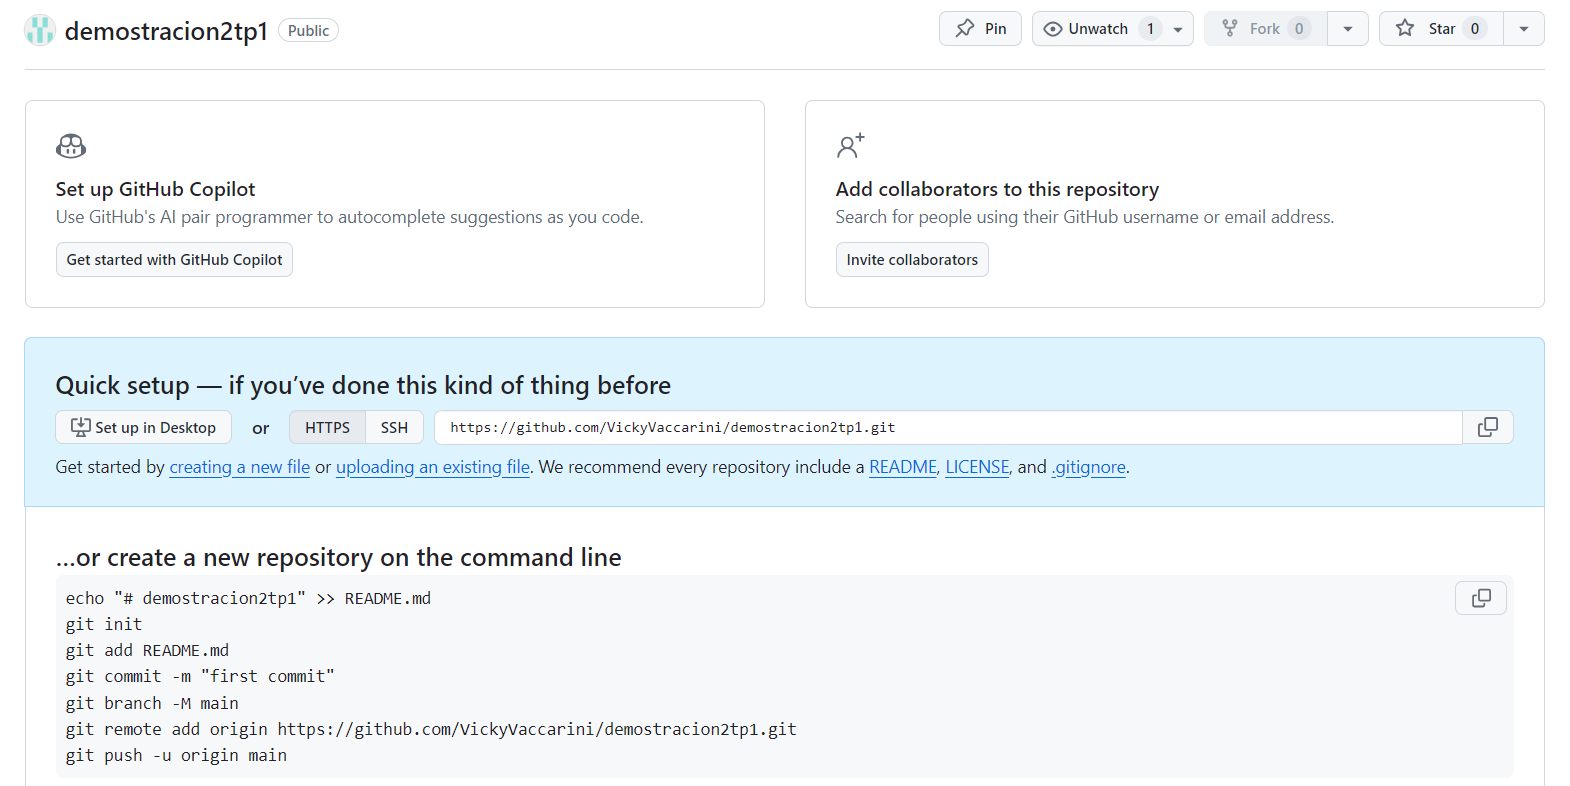 demostracion2tp1 Public Pin Unwatch 1 Fork 0 Star 0
Set up GitHub Copilot
Use GitHub's AI pair programmer to autocomplete suggestions as you code.
Get started with GitHub Copilot
Add collaborators to this repository
Search for people using their GitHub username or email address.
Invite collaborators
Quick setup — if you’ve done this kind of thing before
Set up in Desktop or HTTPS SSH https://github.com/VickyVaccarini/demostracion2tp1.git
Get started by creating a new file or uploading an existing file. We recommend every repository include a README, LICENSE, and .gitignore.
…or create a new repository on the command line
echo "# demostracion2tp1" >> README.md
git init
git add README.md
git commit -m "first commit"
git branch -M main
git remote add origin https://github.com/VickyVaccarini/demostracion2tp1.git
git push -u origin main